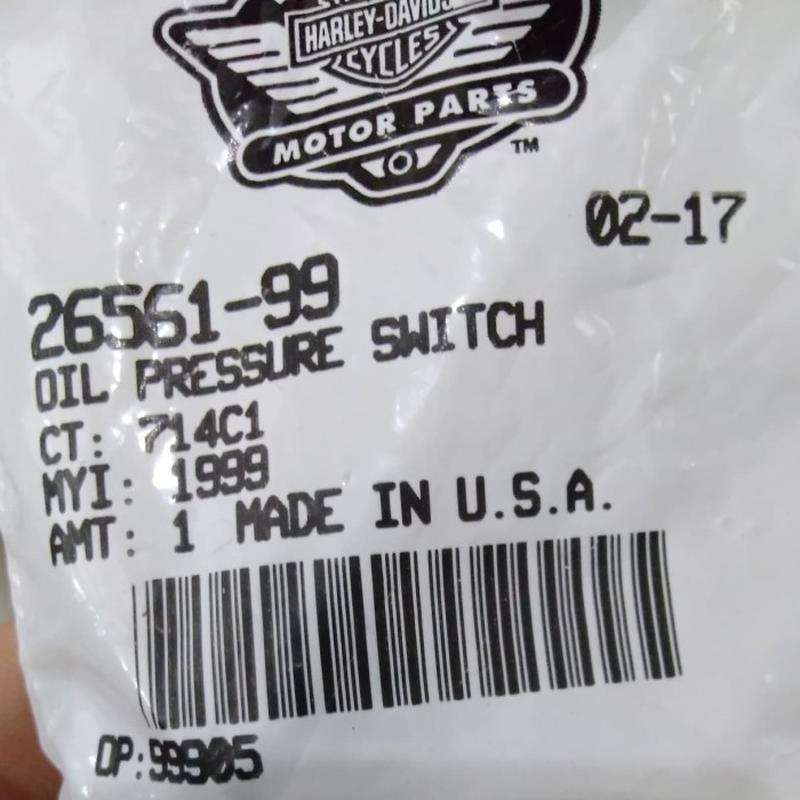 HARLEY-DAVIDSON
CYCLES
MOTOR PARTS
TM
02-17
26561-99
OIL PRESSURE SWITCH
CT: 714C1
MYI: 1999
AMT: 1 MADE IN U.S.A.
OP:99905